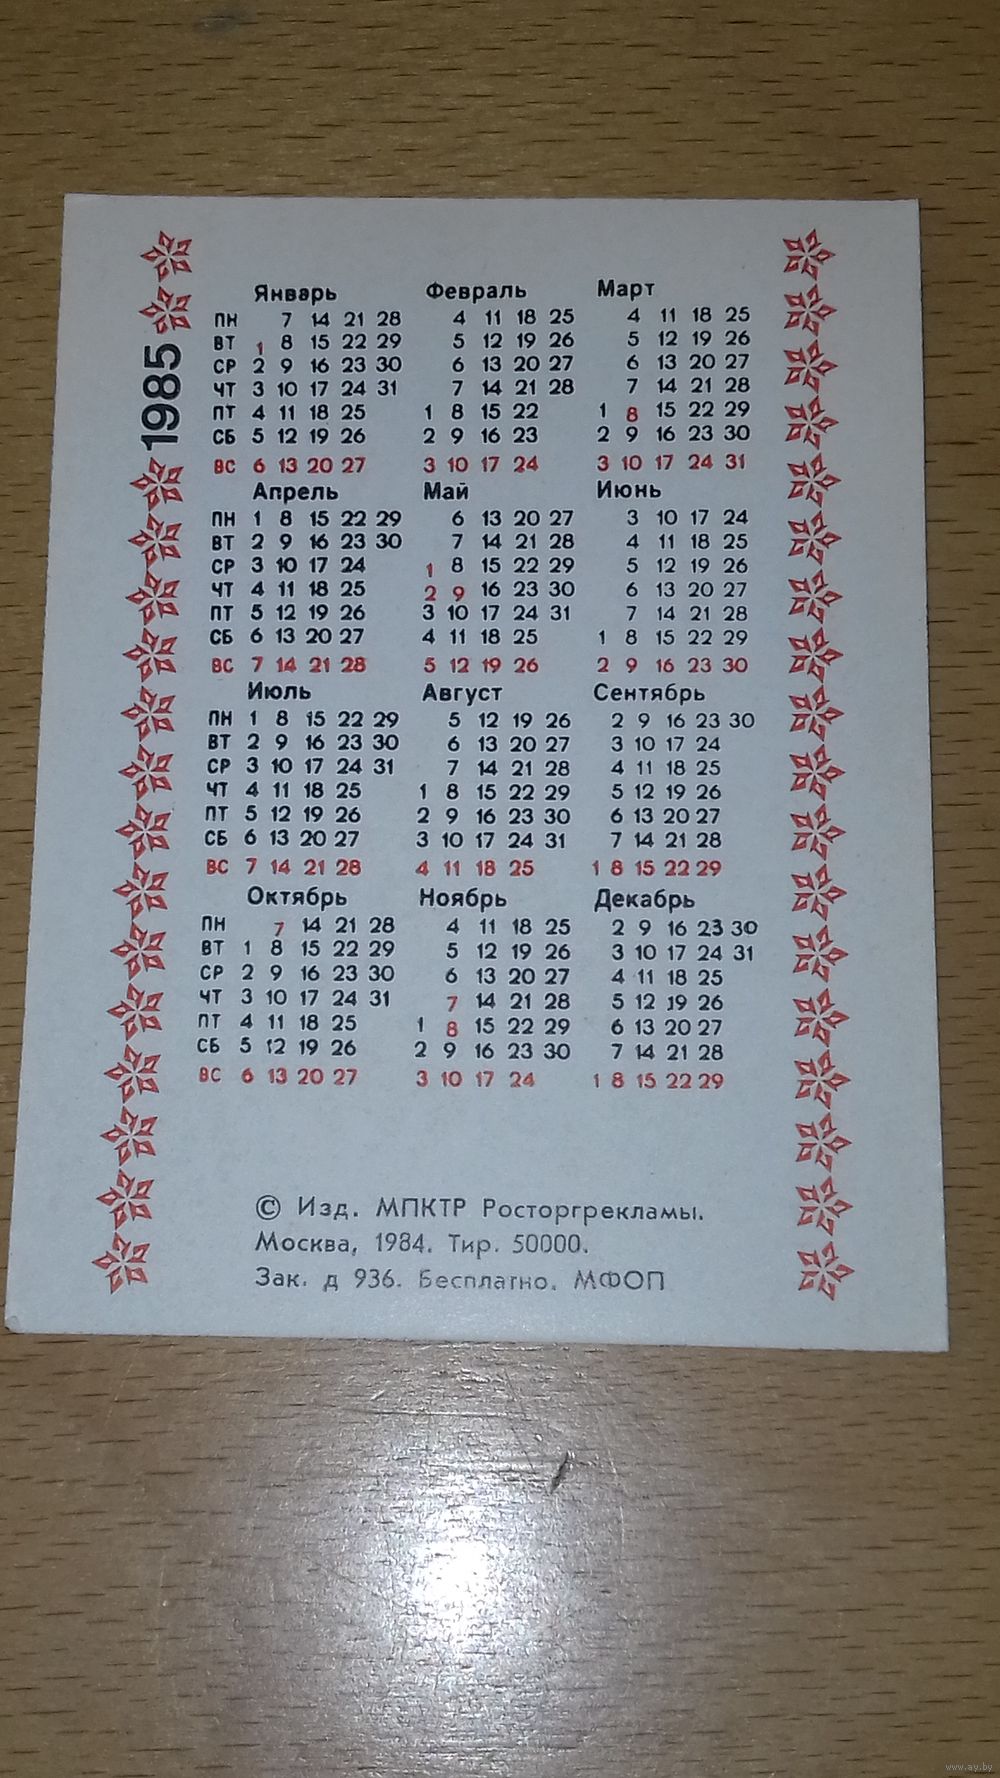 1985
Январь Февраль Март
ПН 7 14 21 28 4 11 18 25 4 11 18 25
ВТ 1 8 15 22 29 5 12 19 26 5 12 19 26
СР 2 9 16 23 30 6 13 20 27 6 13 20 27
ЧТ 3 10 17 24 31 7 14 21 28 7 14 21 28
ПТ 4 11 18 25 1 8 15 22 1 8 15 22 29
СБ 5 12 19 26 2 9 16 23 2 9 16 23 30
ВС 6 13 20 27 3 10 17 24 3 10 17 24 31
Апрель Май Июнь
ПН 1 8 15 22 29 6 13 20 27 3 10 17 24
ВТ 2 9 16 23 30 7 14 21 28 4 11 18 25
СР 3 10 17 24 1 8 15 22 29 5 12 19 26
ЧТ 4 11 18 25 2 9 16 23 30 6 13 20 27
ПТ 5 12 19 26 3 10 17 24 31 7 14 21 28
СБ 6 13 20 27 4 11 18 25 1 8 15 22 29
ВС 7 14 21 28 5 12 19 26 2 9 16 23 30
Июль Август Сентябрь
ПН 1 8 15 22 29 5 12 19 26 2 9 16 23 30
ВТ 2 9 16 23 30 6 13 20 27 3 10 17 24
СР 3 10 17 24 31 7 14 21 28 4 11 18 25
ЧТ 4 11 18 25 1 8 15 22 29 5 12 19 26
ПТ 5 12 19 26 2 9 16 23 30 6 13 20 27
СБ 6 13 20 27 3 10 17 24 31 7 14 21 28
ВС 7 14 21 28 4 11 18 25 1 8 15 22 29
Октябрь Ноябрь Декабрь
ПН 7 14 21 28 4 11 18 25 2 9 16 23 30
ВТ 1 8 15 22 29 5 12 19 26 3 10 17 24 31
СР 2 9 16 23 30 6 13 20 27 4 11 18 25
ЧТ 3 10 17 24 31 7 14 21 28 5 12 19 26
ПТ 4 11 18 25 1 8 15 22 29 6 13 20 27
СБ 5 12 19 26 2 9 16 23 30 7 14 21 28
ВС 6 13 20 27 3 10 17 24 1 8 15 22 29
© Изд. МПКТР Росторгрекламы.
Москва, 1984. Тир. 50000.
Зак. д 936. Бесплатно. МФОП
www.ay.by